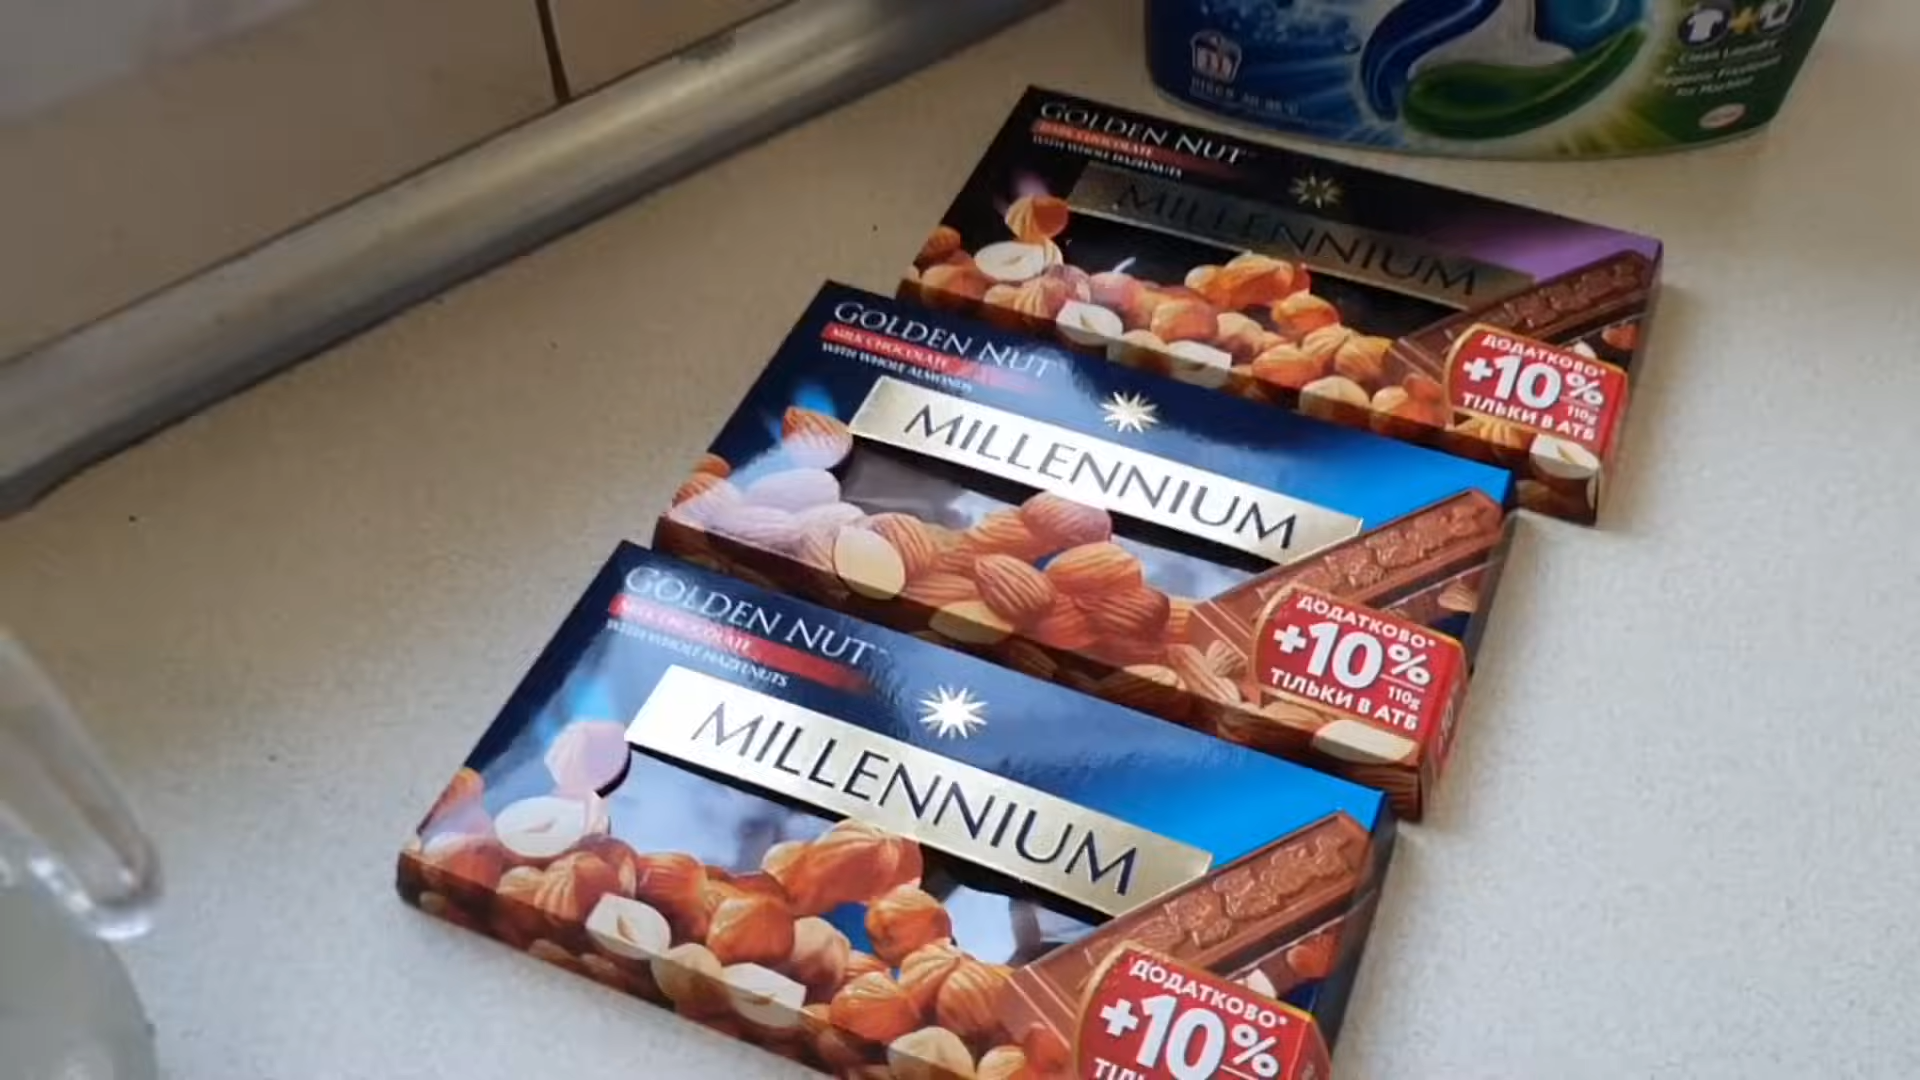 GOLDEN NUT
DARK CHOCOLATE
WITH WHOLE HAZELNUTS
MILLENNIUM
ДОДАТКОВО*
+10%
110g
ТІЛЬКИ В АТБ
GOLDEN NUT
MILK CHOCOLATE
WITH WHOLE ALMONDS
MILLENNIUM
ДОДАТКОВО*
+10%
110g
ТІЛЬКИ В АТБ
GOLDEN NUT
MILK CHOCOLATE
WITH WHOLE HAZELNUTS
MILLENNIUM
ДОДАТКОВО*
+10%